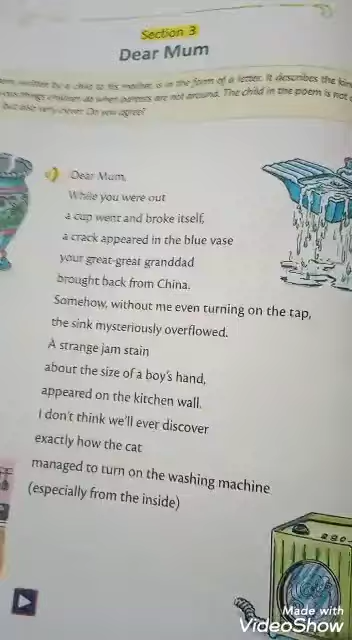 Section 3
Dear Mum
written by a child to his mother, is in the form of a letter. It describes the
things children do when parents are not around. The child in the poem is not
but also very clever. Do you agree?
Dear Mum,
While you were out
a cup went and broke itself,
a crack appeared in the blue vase
your great-great granddad
brought back from China.
Somehow, without me even turning on the tap,
the sink mysteriously overflowed.
A strange jam stain
about the size of a boy's hand,
appeared on the kitchen wall.
I don't think we'll ever discover
exactly how the cat
managed to turn on the washing machine
(especially from the inside)
Made with
VideoShow